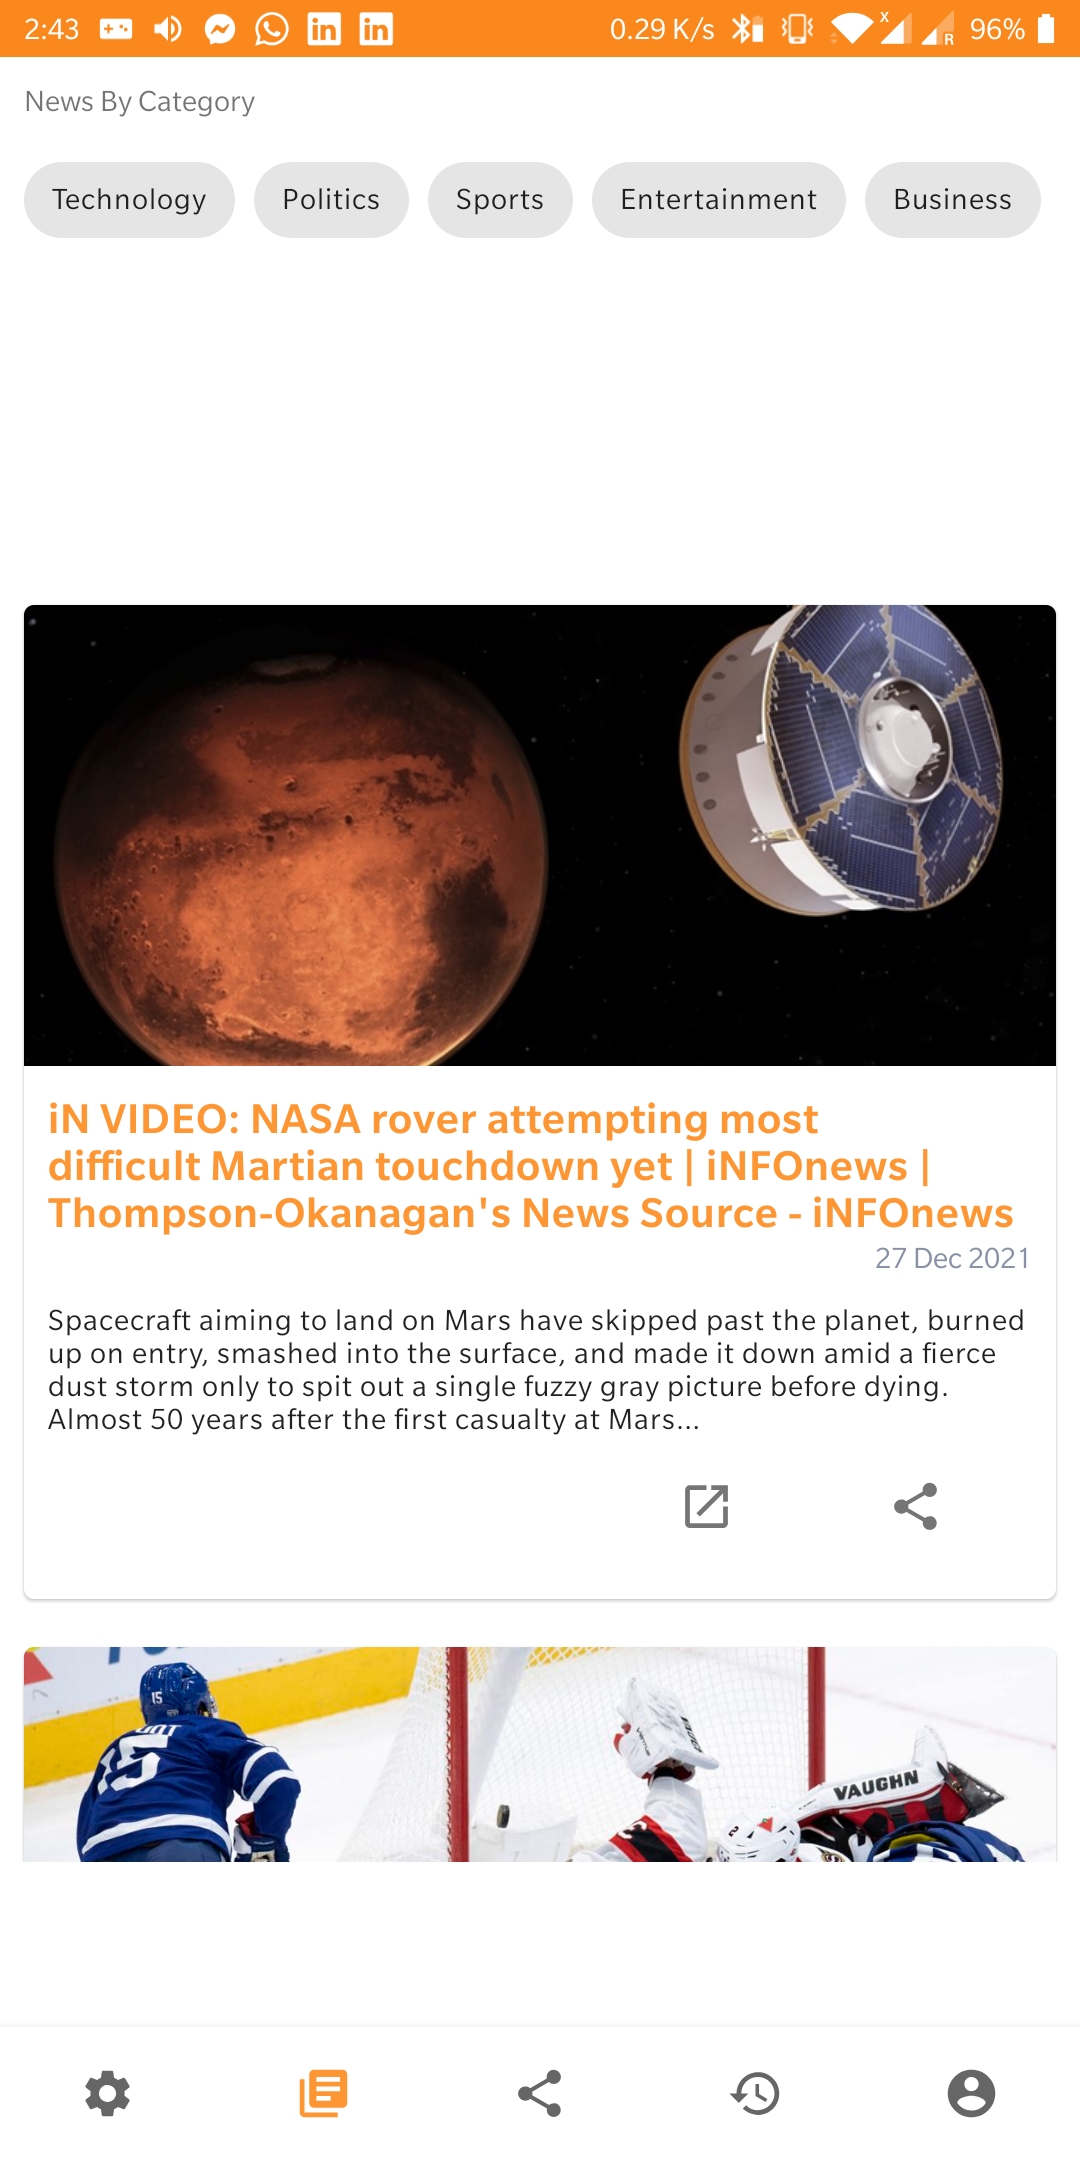 2:43 in in 0.29 K/s x R 96%
News By Category
Technology Politics Sports Entertainment Business
iN VIDEO: NASA rover attempting most
difficult Martian touchdown yet | iNFOnews |
Thompson-Okanagan's News Source - iNFOnews
27 Dec 2021
Spacecraft aiming to land on Mars have skipped past the planet, burned
up on entry, smashed into the surface, and made it down amid a fierce
dust storm only to spit out a single fuzzy gray picture before dying.
Almost 50 years after the first casualty at Mars...
15
15
VAUGHN
2